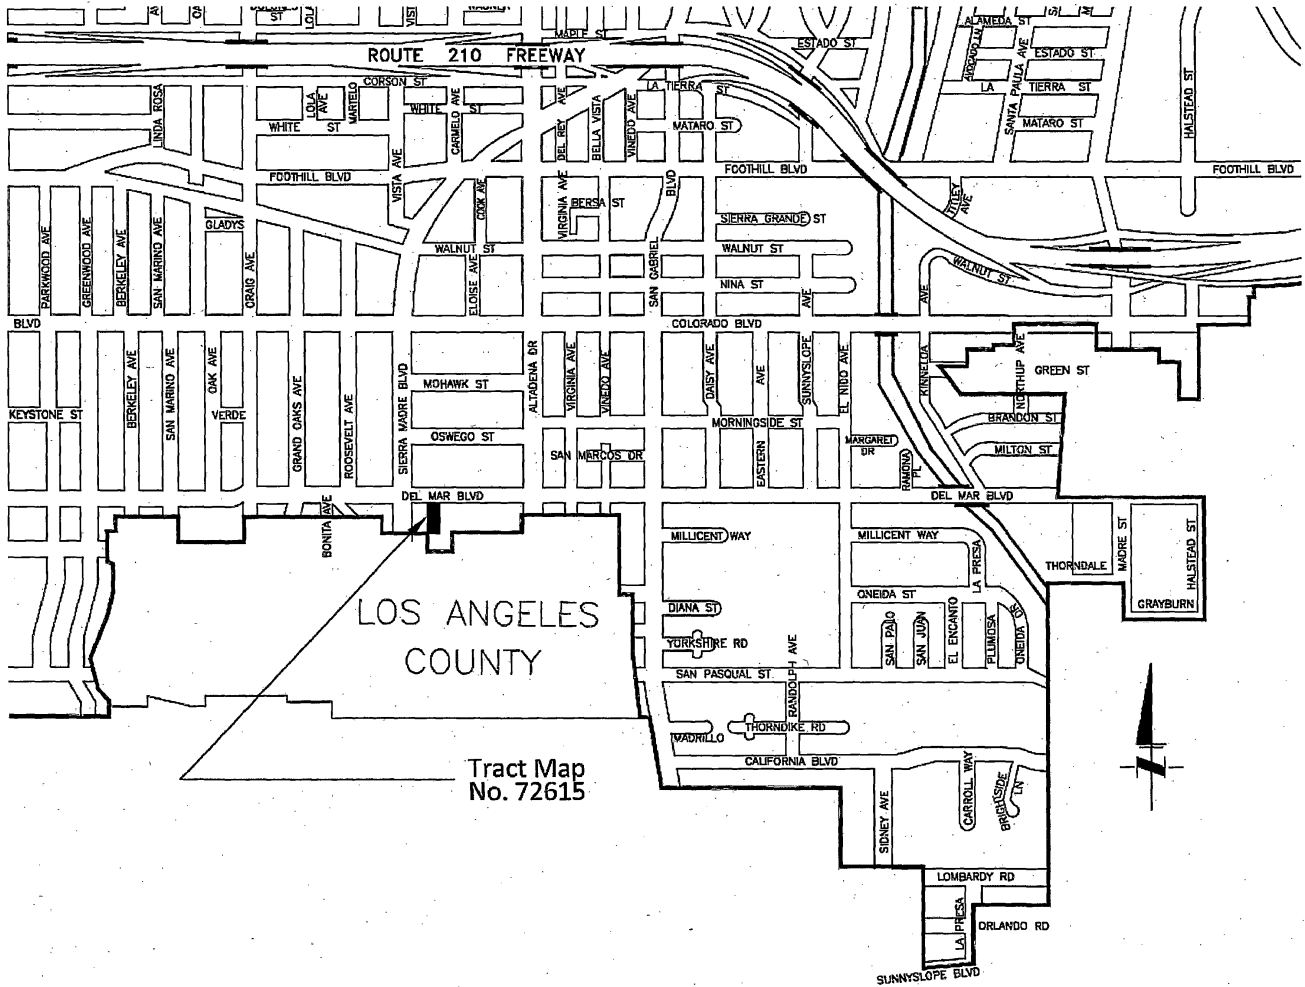 MAPLE ST
ALAMEDA ST
ESTADO ST
ROUTE 210 FREEWAY
AVOCADO LN
SANTA PAULA AVE
ESTADO ST
HALSTEAD ST
CORSON ST
LA TIERRA ST
LA TIERRA ST
LINDA ROSA
LOLA AVE
MARTELO
WHITE ST
CARMELO AVE
DEL REY AVE
BELLA VISTA
VINEDO AVE
WHITE ST
MATARO ST
MATARO ST
FOOTHILL BLVD
VISTA AVE
FOOTHILL BLVD
FOOTHILL BLVD
COOK AVE
VIRGINIA AVE
BERSA ST
BLVD
TITLEY AVE
GLADYS
SIERRA GRANDE ST
PARKWOOD AVE
GREENWOOD AVE
BERKELEY AVE
SAN MARINO AVE
CRAIG AVE
WALNUT ST
ELOISE AVE
SAN GABRIEL
WALNUT ST
WALNUT ST
NINA ST
AVE
AVE
BLVD
COLORADO BLVD
BERKELEY AVE
SAN MARINO AVE
OAK AVE
GRAND OAKS AVE
ROOSEVELT AVE
SIERRA MADRE BLVD
MOHAWK ST
ALTADENA DR
VIRGINIA AVE
VINEDO AVE
DAISY AVE
AVE
SUNNYSLOPE
EL NIDO AVE
KINNELOA
NORTHUP AVE
GREEN ST
KEYSTONE ST
VERDE
MORNINGSIDE ST
BRANDON ST
OSWEGO ST
SAN MARCOS DR
EASTERN
MARGARET DR
RAMONA PL
MILTON ST
DEL MAR BLVD
DEL MAR BLVD
BONITA AVE
MILLICENT WAY
MILLICENT WAY
LA PRESA
THORNDALE
MADRE ST
HALSTEAD ST
GRAYBURN
LOS ANGELES
COUNTY
DIANA ST
ONEIDA ST
YORKSHIRE RD
SAN PALO
SAN JUAN
EL ENCANTO
PLUMOSA
ONEIDA DR
SAN PASQUAL ST
RANDOLPH AVE
MADRILLO
THORNDIKE RD
CALIFORNIA BLVD
Tract Map
No. 72615
SIDNEY AVE
CARROLL WAY
BRIGHTSIDE LN
LOMBARDY RD
LA PRESA
ORLANDO RD
SUNNYSLOPE BLVD